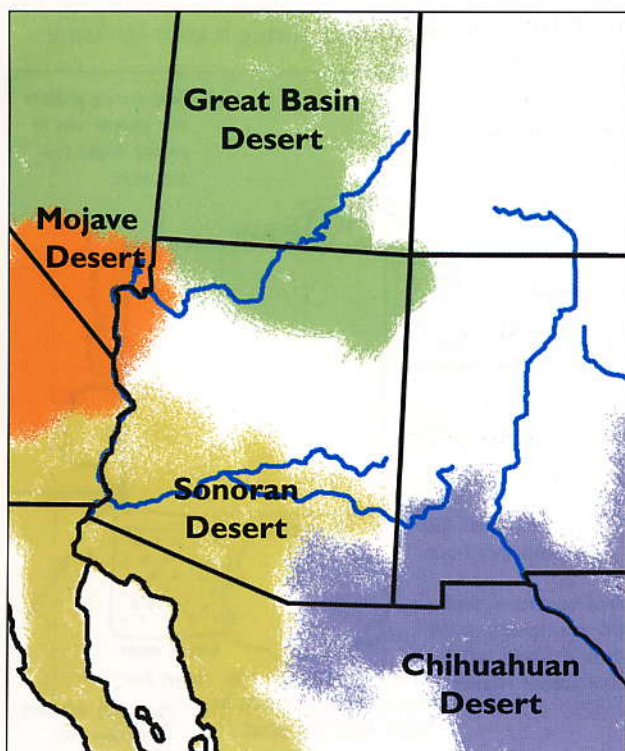 Great Basin
Desert
Mojave
Desert
Sonoran
Desert
Chihuahuan
Desert